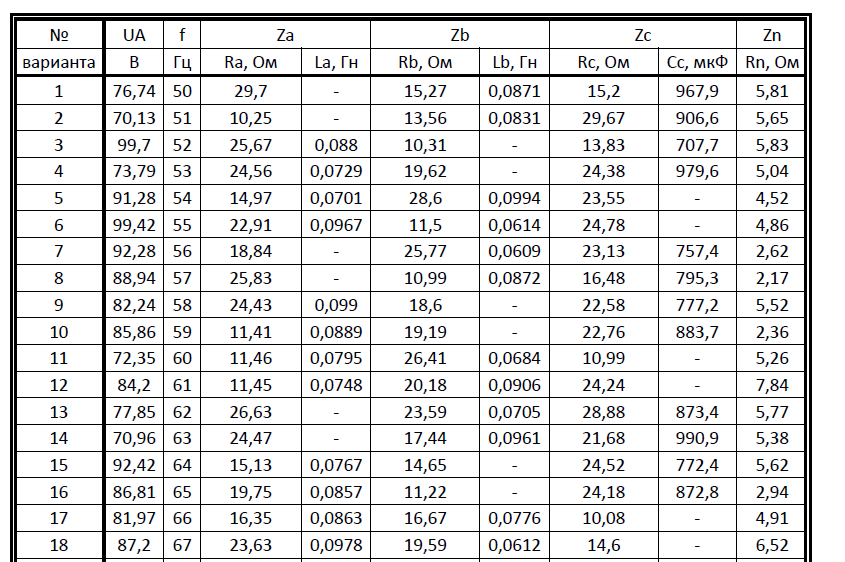 № UA f Za Zb Zc Zn
варианта В Гц Ra, Ом La, Гн Rb, Ом Lb, Гн Rc, Ом Cc, мкФ Rn, Ом
1 76,74 50 29,7 - 15,27 0,0871 15,2 967,9 5,81
2 70,13 51 10,25 - 13,56 0,0831 29,67 906,6 5,65
3 99,7 52 25,67 0,088 10,31 - 13,83 707,7 5,83
4 73,79 53 24,56 0,0729 19,62 - 24,38 979,6 5,04
5 91,28 54 14,97 0,0701 28,6 0,0994 23,55 - 4,52
6 99,42 55 22,91 0,0967 11,5 0,0614 24,78 - 4,86
7 92,28 56 18,84 - 25,77 0,0609 23,13 757,4 2,62
8 88,94 57 25,83 - 10,99 0,0872 16,48 795,3 2,17
9 82,24 58 24,43 0,099 18,6 - 22,58 777,2 5,52
10 85,86 59 11,41 0,0889 19,19 - 22,76 883,7 2,36
11 72,35 60 11,46 0,0795 26,41 0,0684 10,99 - 5,26
12 84,2 61 11,45 0,0748 20,18 0,0906 24,24 - 7,84
13 77,85 62 26,63 - 23,59 0,0705 28,88 873,4 5,77
14 70,96 63 24,47 - 17,44 0,0961 21,68 990,9 5,38
15 92,42 64 15,13 0,0767 14,65 - 24,52 772,4 5,62
16 86,81 65 19,75 0,0857 11,22 - 24,18 872,8 2,94
17 81,97 66 16,35 0,0863 16,67 0,0776 10,08 - 4,91
18 87,2 67 23,63 0,0978 19,59 0,0612 14,6 - 6,52